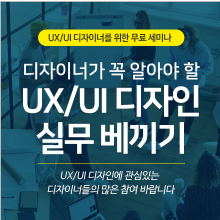 UX/UI 디자이너를 위한 무료 세미나
디자이너가 꼭 알아야 할
UX/UI 디자인
실무 베끼기
UX/UI 디자인에 관심있는
디자이너들의 많은 참여 바랍니다